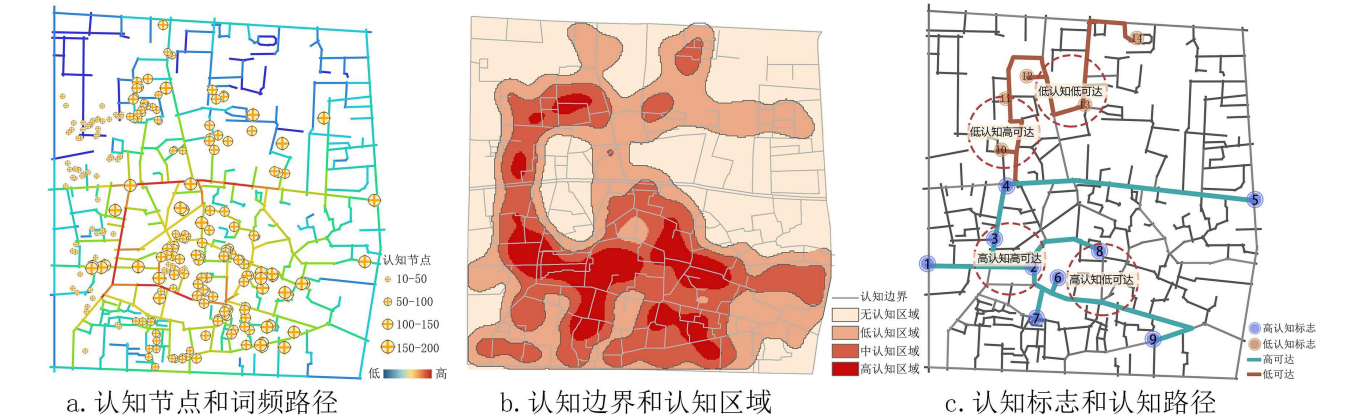 认知节点
10-50
50-100
100-150
150-200
低 高
a.认知节点和词频路径
认知边界
无认知区域
低认知区域
中认知区域
高认知区域
b.认知边界和认知区域
14
12
低认知低可达
11
13
低认知高可达
10
4
5
3
8
高认知高可达
1
2
6
高认知低可达
7
9
高认知标志
低认知标志
高可达
低可达
c.认知标志和认知路径